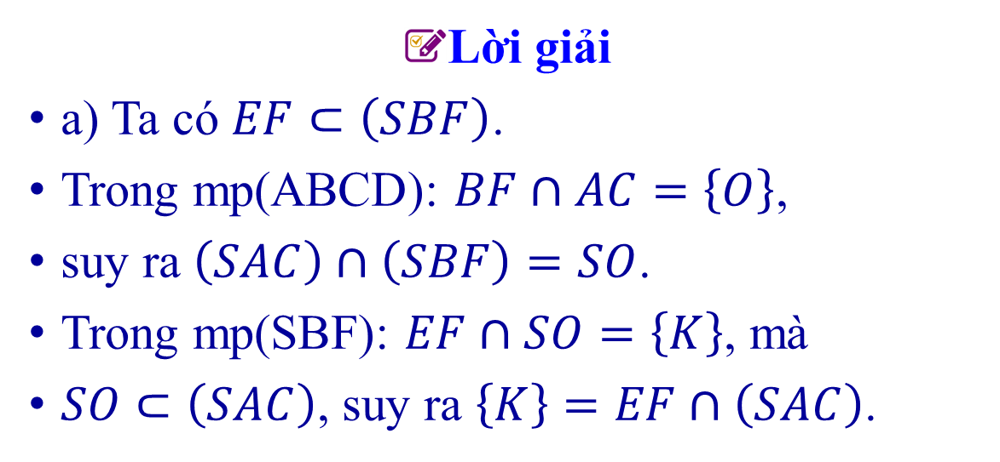 Lời giải
• a) Ta có 𝐸𝐹 ⊂ (𝑆𝐵𝐹).
• Trong mp(ABCD): 𝐵𝐹 ∩ 𝐴𝐶 = {𝑂},
• suy ra (𝑆𝐴𝐶) ∩ (𝑆𝐵𝐹) = 𝑆𝑂.
• Trong mp(SBF): 𝐸𝐹 ∩ 𝑆𝑂 = {𝐾}, mà
• 𝑆𝑂 ⊂ (𝑆𝐴𝐶), suy ra {𝐾} = 𝐸𝐹 ∩ (𝑆𝐴𝐶).